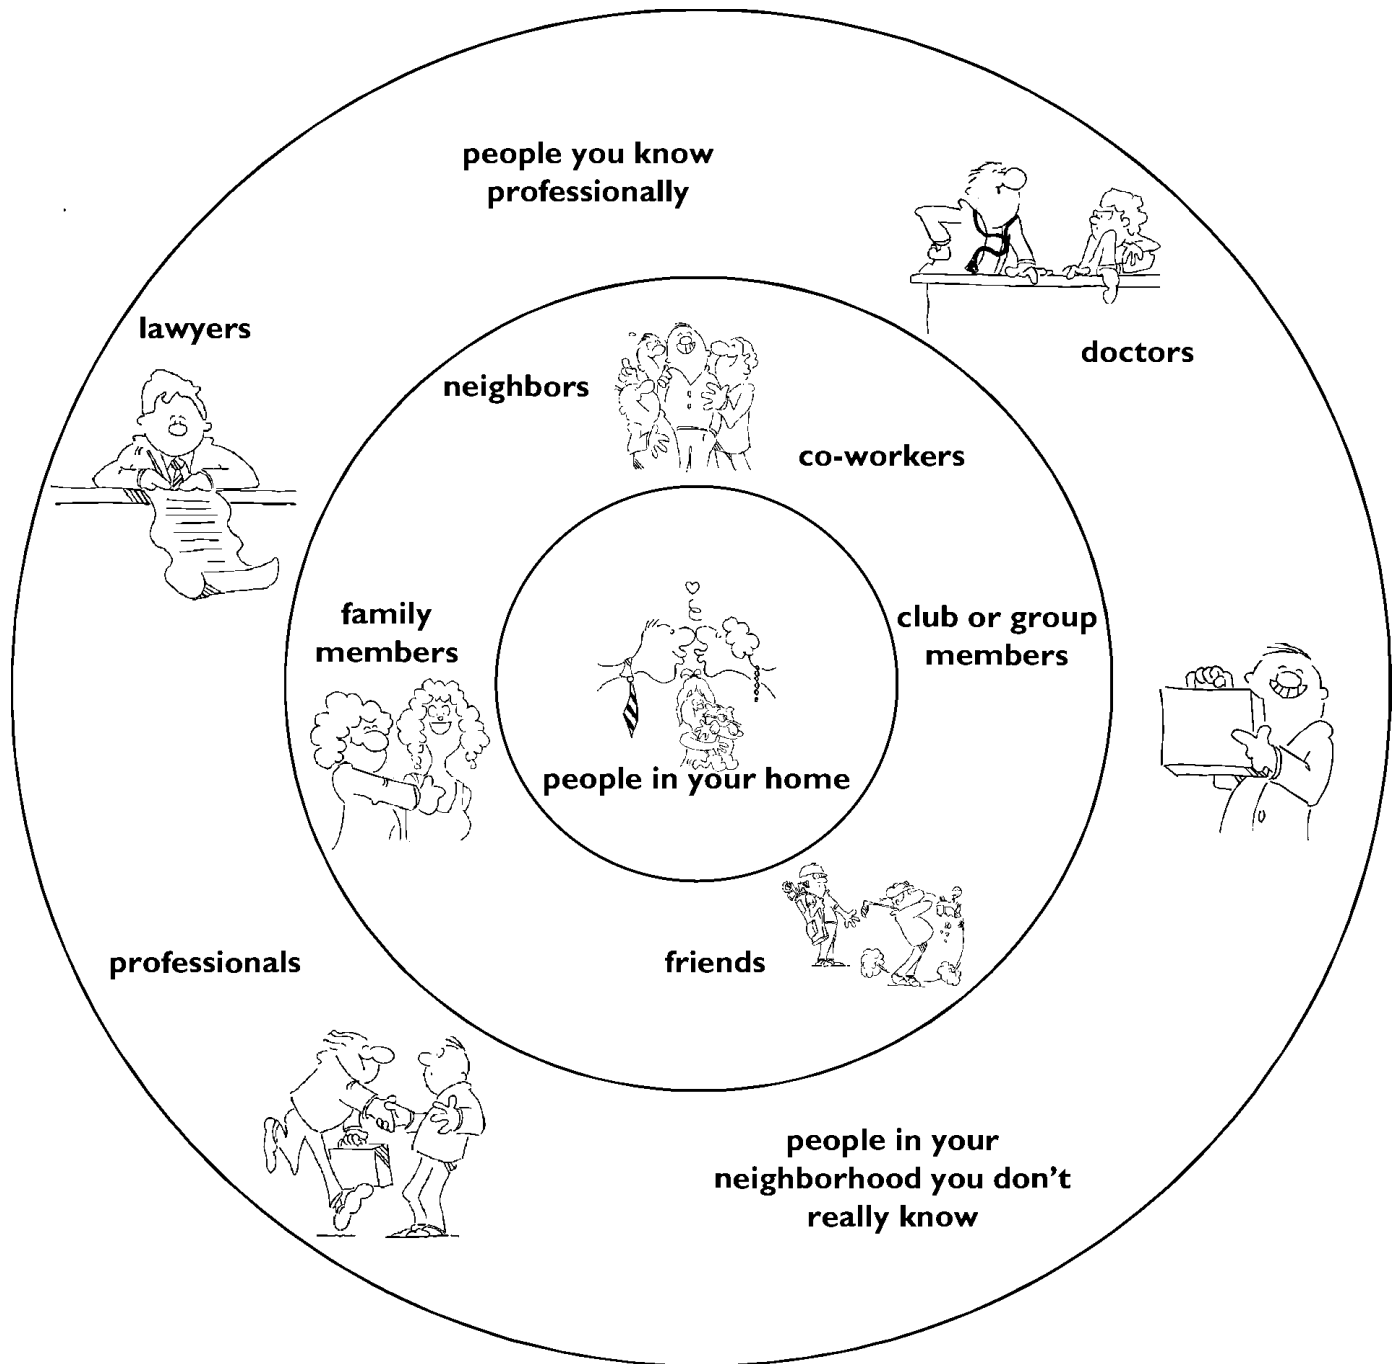 people you know
professionally
lawyers
doctors
neighbors
co-workers
family
members
club or group
members
people in your home
professionals
friends
people in your
neighborhood you don't
really know